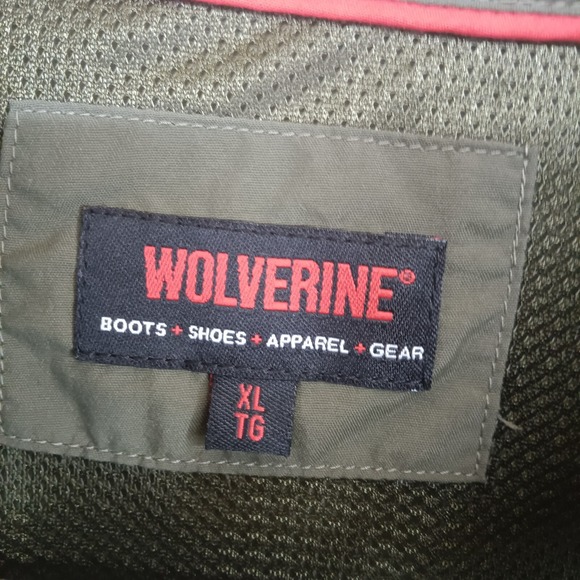 WOLVERINE®
BOOTS + SHOES + APPAREL + GEAR
XL
TG